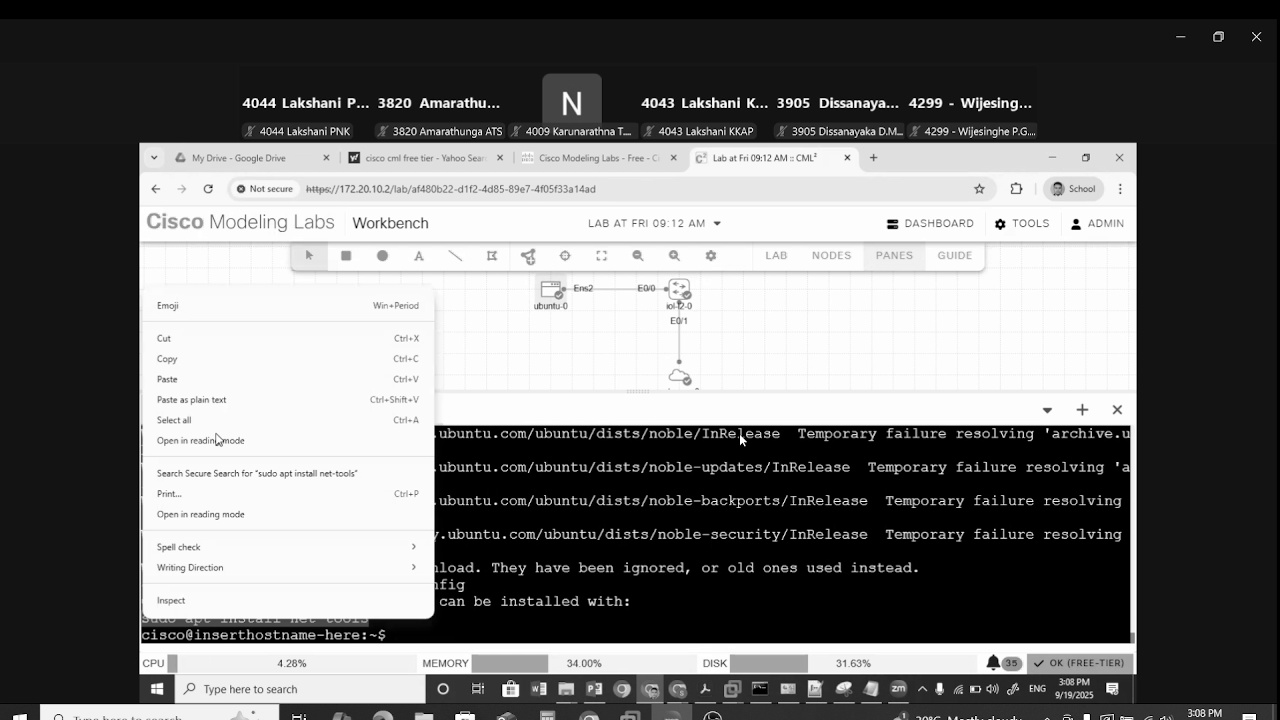 4044 Lakshani P... 3820 Amarathu... N 4043 Lakshani K... 3905 Dissanaya... 4299 - Wijesing...
4044 Lakshani PNK 3820 Amarathunga ATS 4009 Karunarathna T... 4043 Lakshani KKAP 3905 Dissanayaka D.M... 4299 - Wijesinghe P.G....
My Drive - Google Drive cisco cml free tier - Yahoo Sear Cisco Modeling Labs - Free - Ci Lab at Fri 09:12 AM :: CML²
Not secure https://172.20.10.2/lab/af480b22-d1f2-4d85-89e7-4f05f33a14ad School
Cisco Modeling Labs Workbench LAB AT FRI 09:12 AM DASHBOARD TOOLS ADMIN
A LAB NODES PANES GUIDE
Ens2 E0/0
ubuntu-0 iol-l2-0
E0/1
Emoji Win+Period
Cut Ctrl+X
Copy Ctrl+C
Paste Ctrl+V
Paste as plain text Ctrl+Shift+V
Select all Ctrl+A
Open in reading mode
Search Secure Search for "sudo apt install net-tools"
Print... Ctrl+P
Open in reading mode
Spell check
Writing Direction
Inspect
.ubuntu.com/ubuntu/dists/noble/InRelease Temporary failure resolving 'archive.u
.ubuntu.com/ubuntu/dists/noble-updates/InRelease Temporary failure resolving 'a
.ubuntu.com/ubuntu/dists/noble-backports/InRelease Temporary failure resolving
y.ubuntu.com/ubuntu/dists/noble-security/InRelease Temporary failure resolving
nload. They have been ignored, or old ones used instead.
nfig
can be installed with:
sudo apt install net-tools
cisco@inserthostname-here:~$
CPU 4.28% MEMORY 34.00% DISK 31.63% 35 OK (FREE-TIER)
Type here to search ENG 3:08 PM
9/19/2025
Type here to search Mostly cloudy 3:08 PM